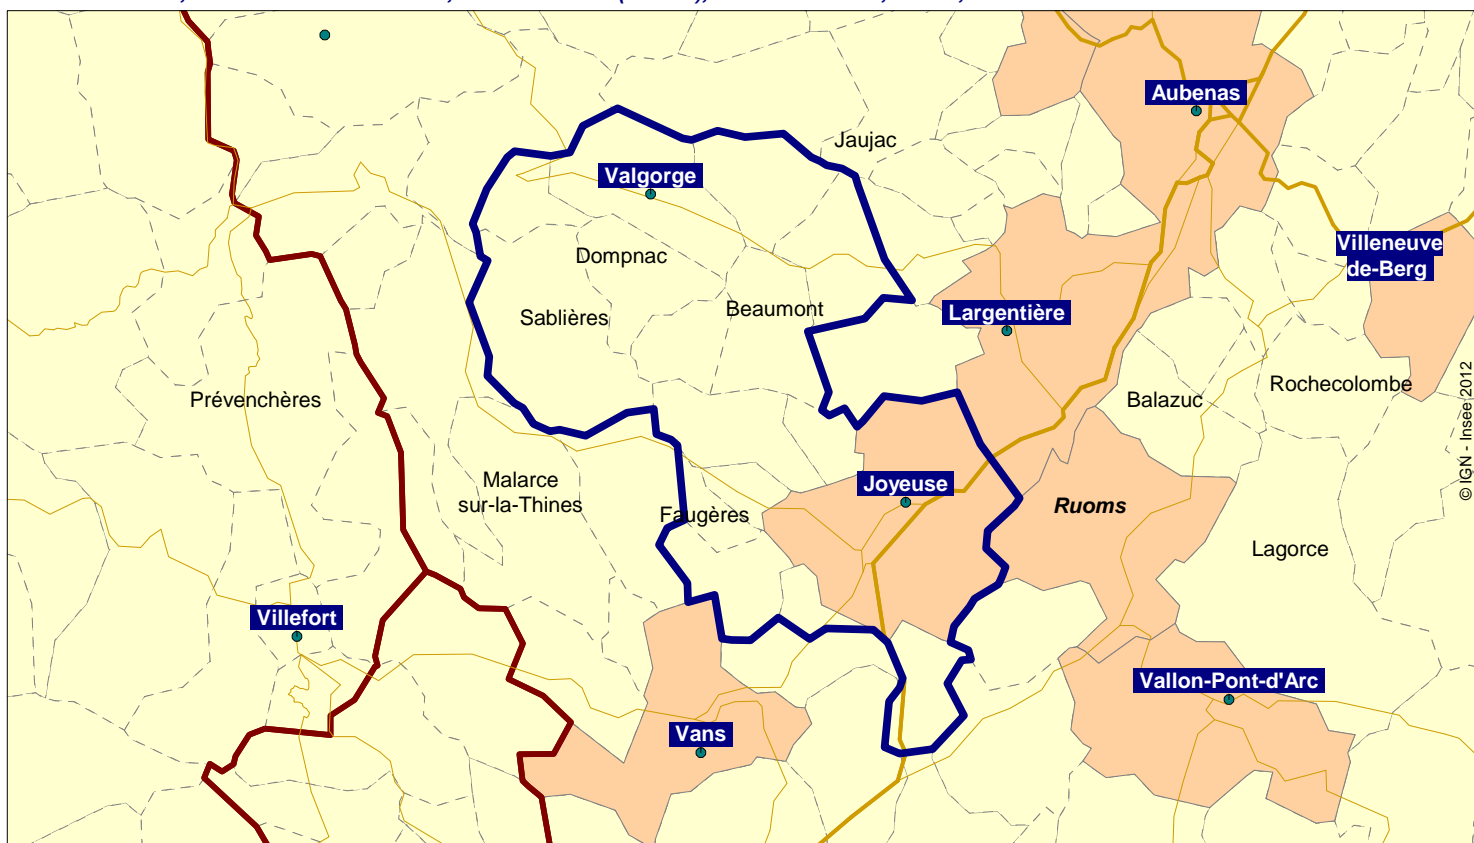 Aubenas
Jaujac
Valgorge
Villeneuve
de-Berg
Dompnac
Beaumont
Sablières
Largentière
Rochecolombe
Prévenchères
Balazuc
© IGN - Insee 2012
Malarce
sur-la-Thines
Joyeuse
Ruoms
Faugères
Lagorce
Villefort
Vallon-Pont-d'Arc
Vans